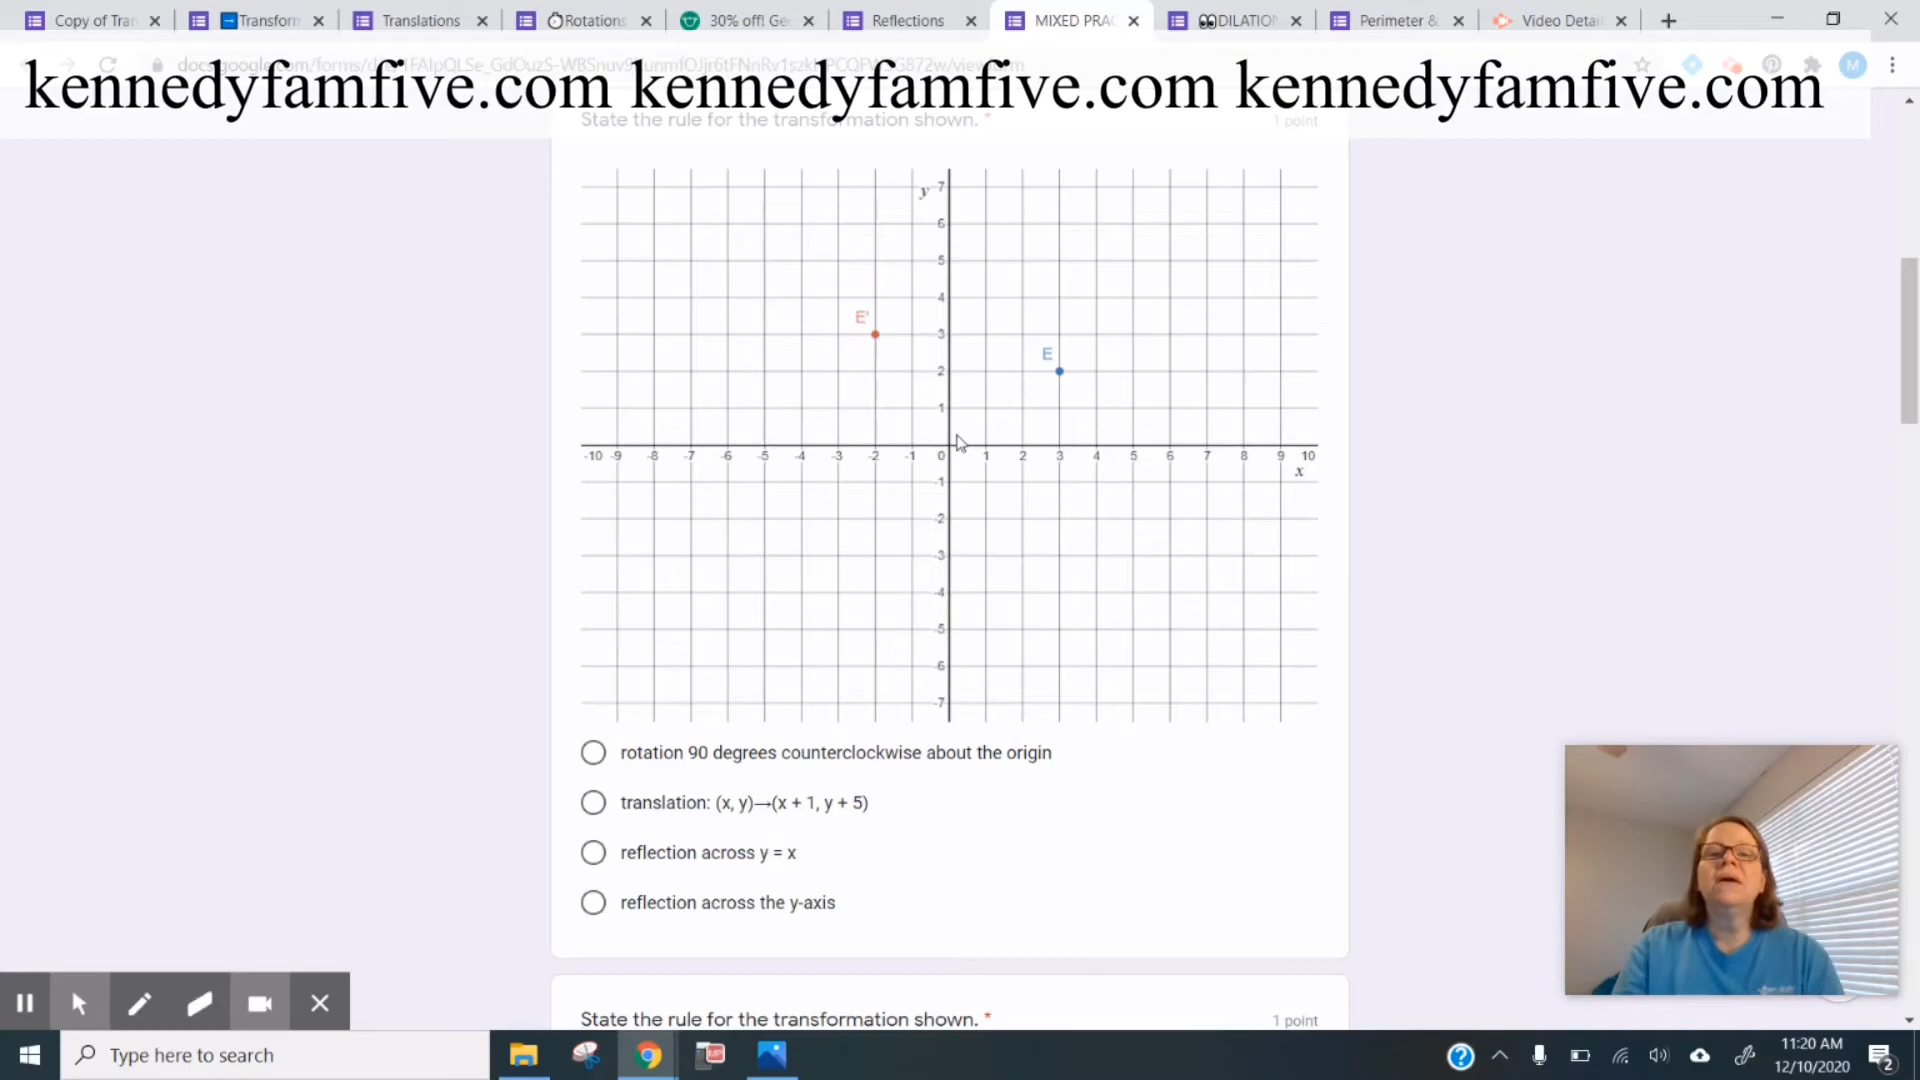 Copy of Tran
Transform
Translations
Rotations
30% off! Ge
Reflections
MIXED PRAC
DILATION
Perimeter &
Video Detai
kennedyfamfive.com kennedyfamfive.com kennedyfamfive.com
State the rule for the transformation shown. *
1 point
y
7
6
5
4
E'
3
E
2
1
-10 -9 -8 -7 -6 -5 -4 -3 -2 -1 0 1 2 3 4 5 6 7 8 9 10
x
-1
-2
-3
-4
-5
-6
-7
rotation 90 degrees counterclockwise about the origin
translation: (x, y)→(x + 1, y + 5)
reflection across y = x
reflection across the y-axis
State the rule for the transformation shown. *
1 point
Type here to search
11:20 AM
12/10/2020
2
M